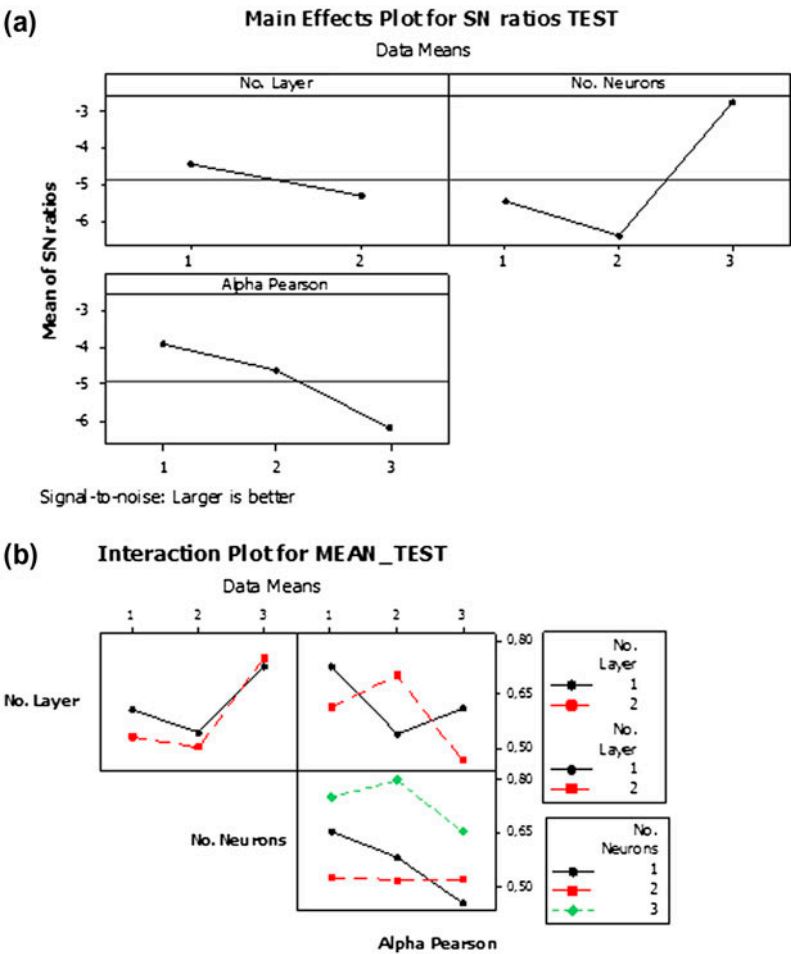 (a)
Main Effects Plot for SN ratios TEST
Data Means
No. Layer
No. Neurons
-3
-4
-5
-6
1 2
1 2 3
Mean of SN ratios
Alpha Pearson
-3
-4
-5
-6
1 2 3
Signal-to-noise: Larger is better
(b)
Interaction Plot for MEAN_TEST
Data Means
1 2 3
1 2 3
No. Layer
0,80
0,65
0,50
No. Neurons
0,80
0,65
0,50
Alpha Pearson
No.
Layer
1
2
No.
Layer
1
2
No.
Neurons
1
2
3